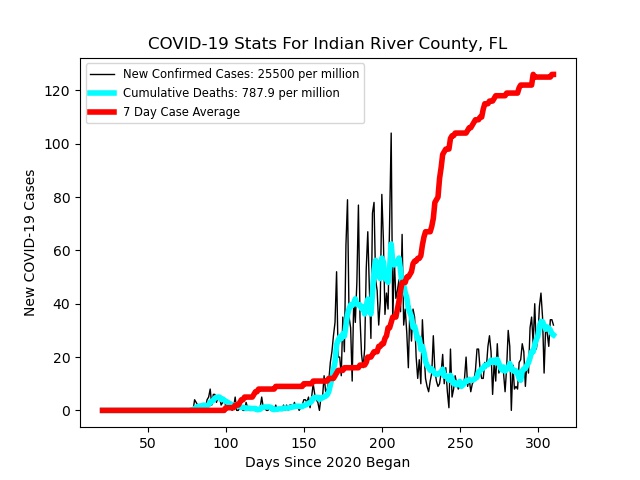 COVID-19 Stats For Indian River County, FL
New Confirmed Cases: 25500 per million
Cumulative Deaths: 787.9 per million
7 Day Case Average
New COVID-19 Cases
120
100
80
60
40
20
0
50 100 150 200 250 300
Days Since 2020 Began